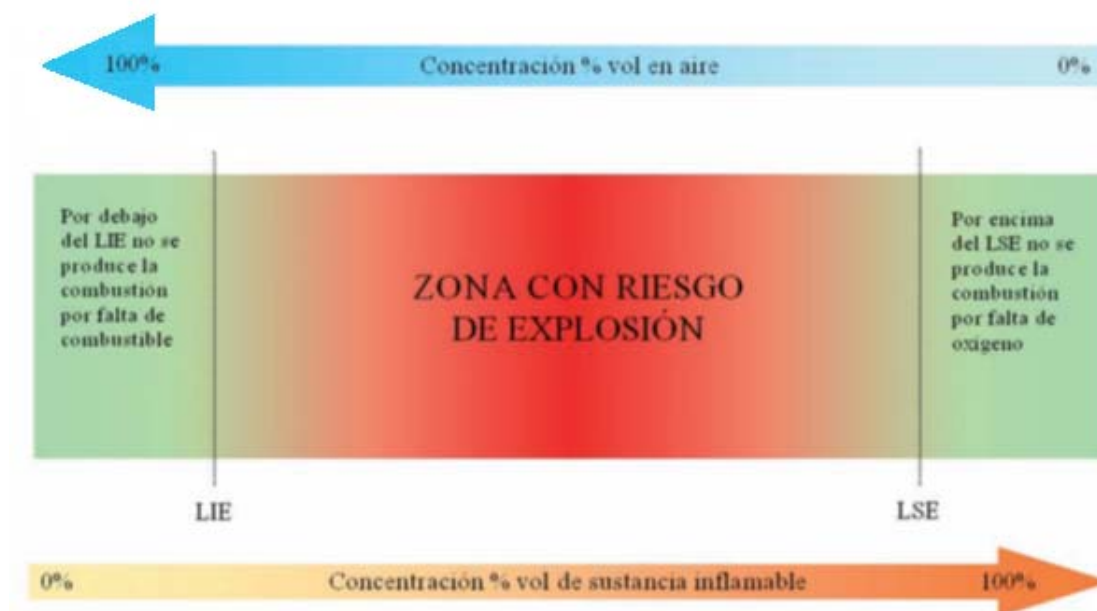 100% Concentración % vol en aire 0%
Por debajo
del LIE no se
produce la
combustión
por falta de
combustible
ZONA CON RIESGO
DE EXPLOSIÓN
Por encima
del LSE no se
produce la
combustión
por falta de
oxígeno
LIE
LSE
0% Concentración % vol de sustancia inflamable 100%